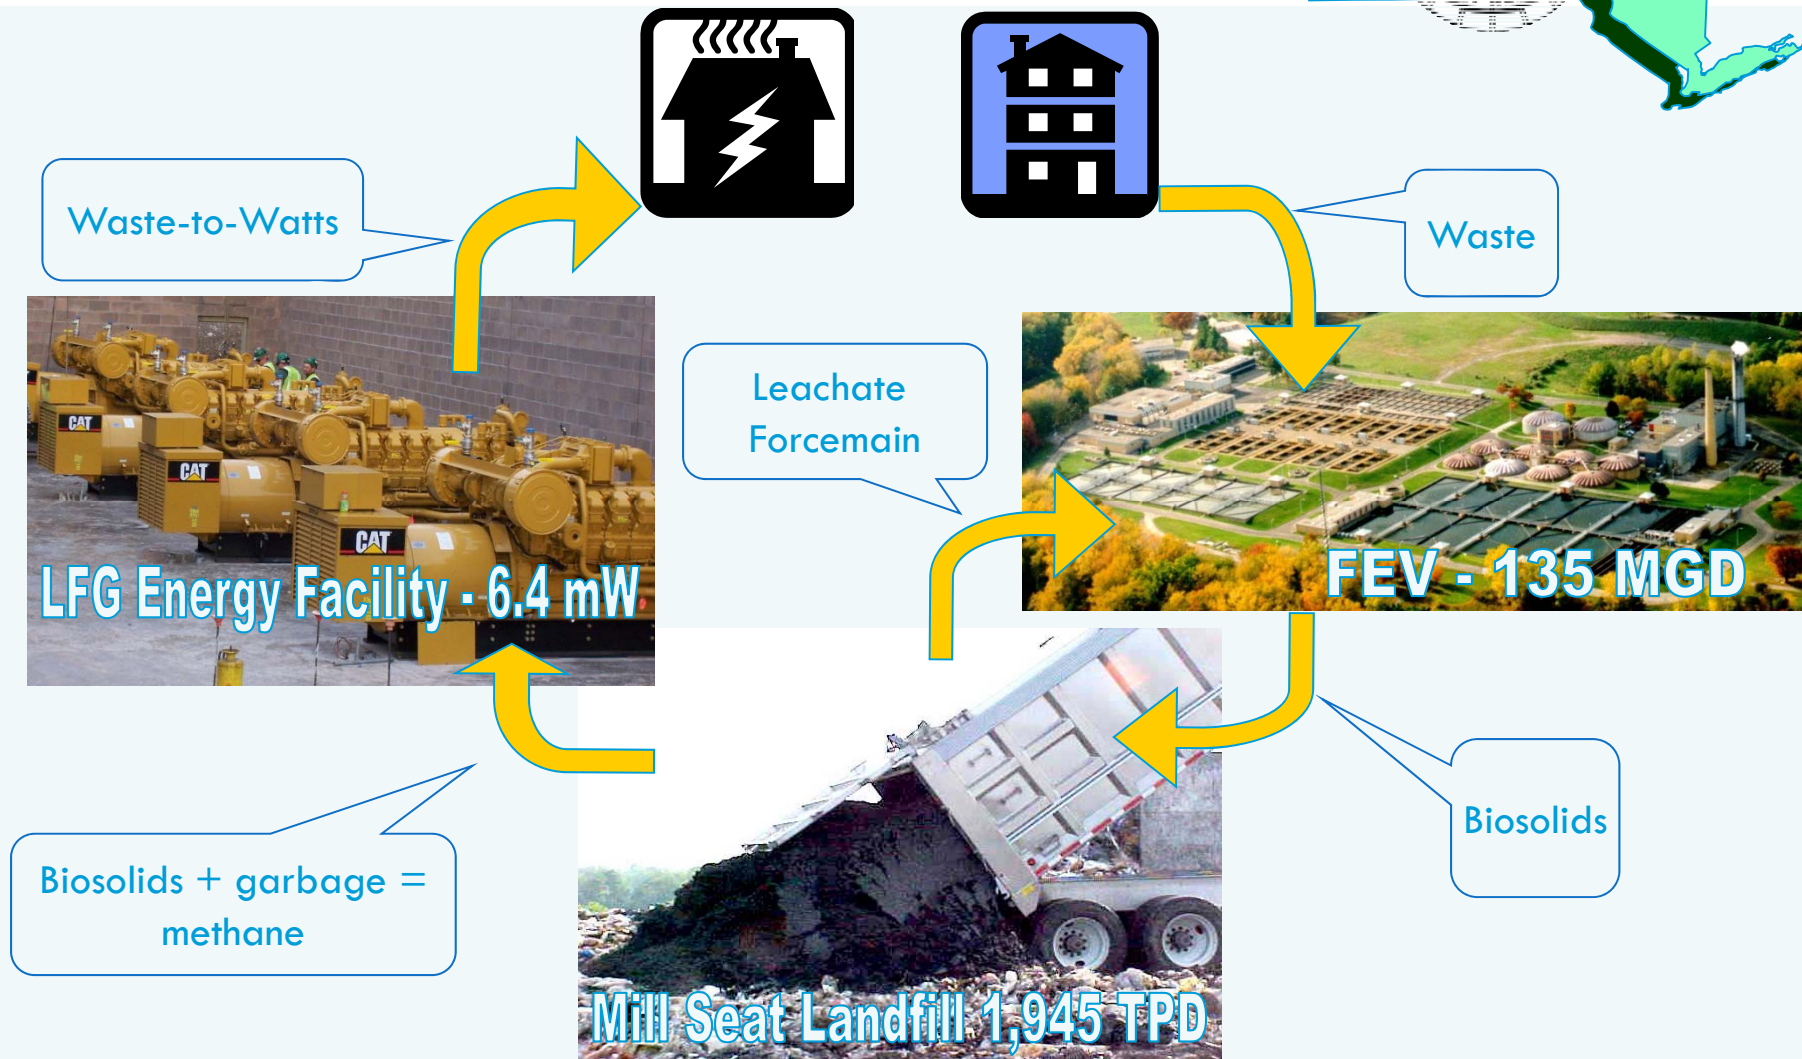 Waste-to-Watts
Waste
Leachate
Forcemain
CAT
CAT
CAT
LFG Energy Facility - 6.4 mW
FEV - 135 MGD
Biosolids
Biosolids + garbage =
methane
Mill Seat Landfill 1,945 TPD